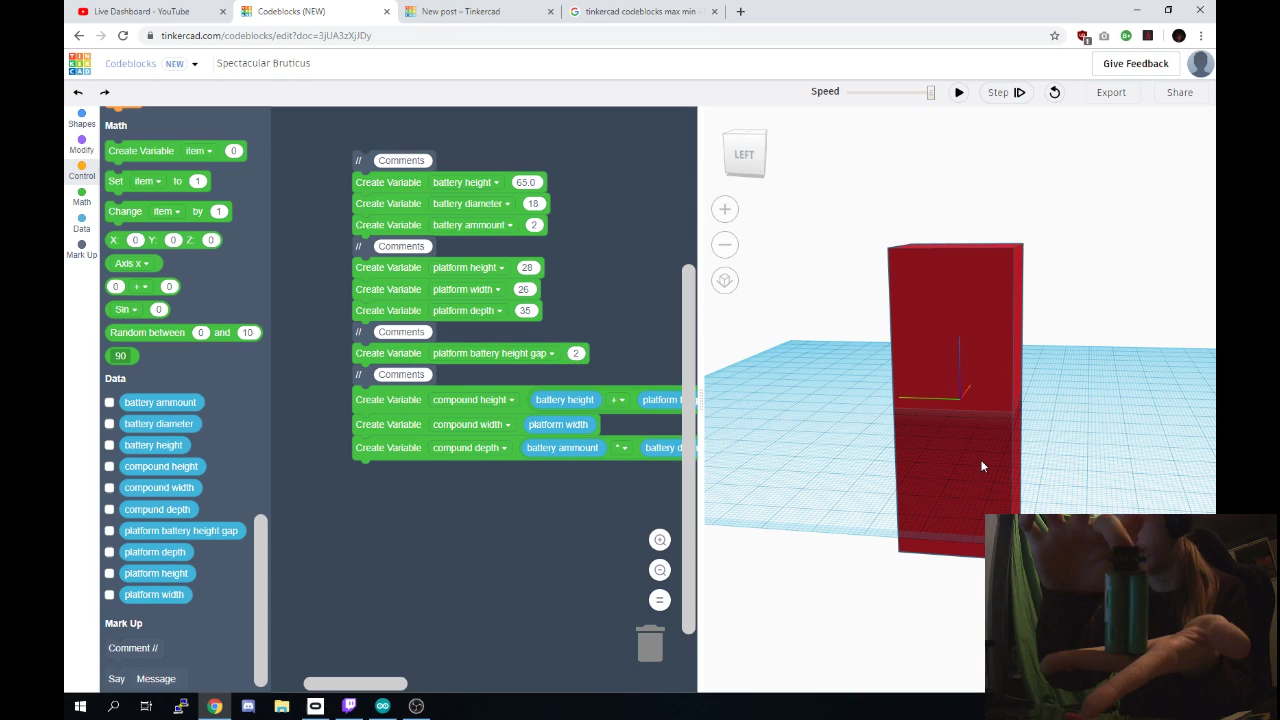 Live Dashboard - YouTube
Codeblocks (NEW)
New post – Tinkercad
tinkercad codeblocks max min -
tinkercad.com/codeblocks/edit?doc=3jUA3zXjJDy
TIN KER CAD
Codeblocks NEW Spectacular Bruticus Give Feedback
Speed Step Export Share
Shapes
Modify
Control
Math
Data
Mark Up
Math
Create Variable item 0
Set item to 1
Change item by 1
X: 0 Y: 0 Z: 0
Axis x
0 + 0
Sin 0
Random between 0 and 10
90
Data
battery ammount
battery diameter
battery height
compound height
compound width
compund depth
platform battery height gap
platform depth
platform height
platform width
Mark Up
Comment //
Say Message
// Comments
Create Variable battery height 65.0
Create Variable battery diameter 18
Create Variable battery ammount 2
// Comments
Create Variable platform height 28
Create Variable platform width 26
Create Variable platform depth 35
// Comments
Create Variable platform battery height gap 2
// Comments
Create Variable compound height battery height + platform
Create Variable compound width platform width
Create Variable compund depth battery ammount * battery d
LEFT